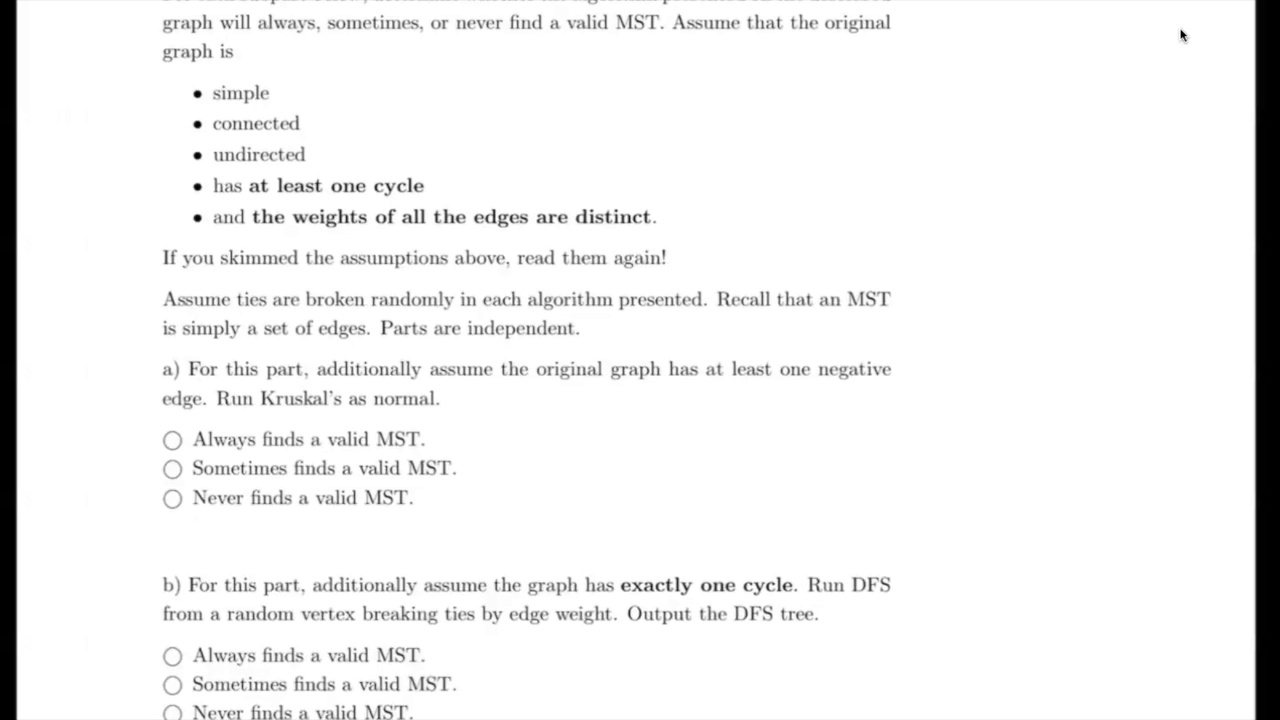 graph will always, sometimes, or never find a valid MST. Assume that the original
graph is
• simple
• connected
• undirected
• has at least one cycle
• and the weights of all the edges are distinct.
If you skimmed the assumptions above, read them again!
Assume ties are broken randomly in each algorithm presented. Recall that an MST
is simply a set of edges. Parts are independent.
a) For this part, additionally assume the original graph has at least one negative
edge. Run Kruskal's as normal.
Always finds a valid MST.
Sometimes finds a valid MST.
Never finds a valid MST.
b) For this part, additionally assume the graph has exactly one cycle. Run DFS
from a random vertex breaking ties by edge weight. Output the DFS tree.
Always finds a valid MST.
Sometimes finds a valid MST.
Never finds a valid MST.